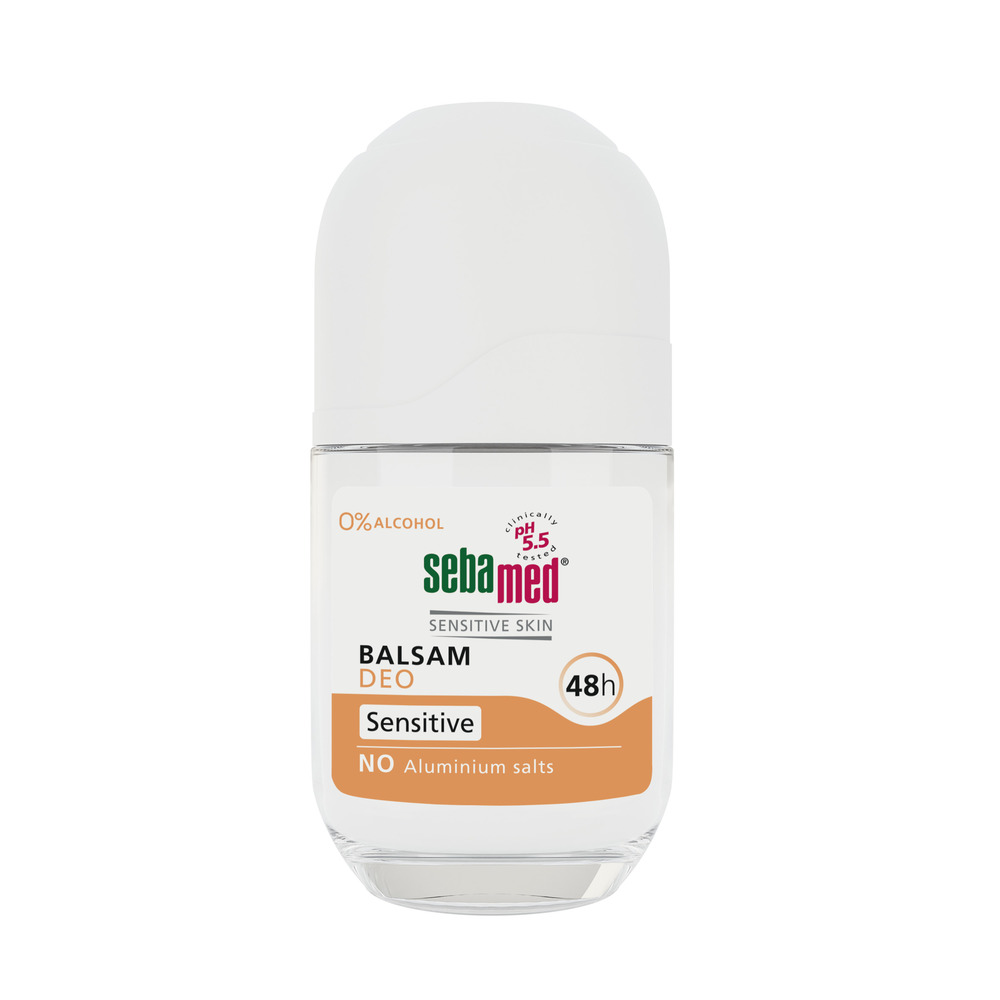 0% ALCOHOL
clinically
pH
5.5
tested
sebamed®
SENSITIVE SKIN
BALSAM
DEO
48h
Sensitive
NO Aluminium salts